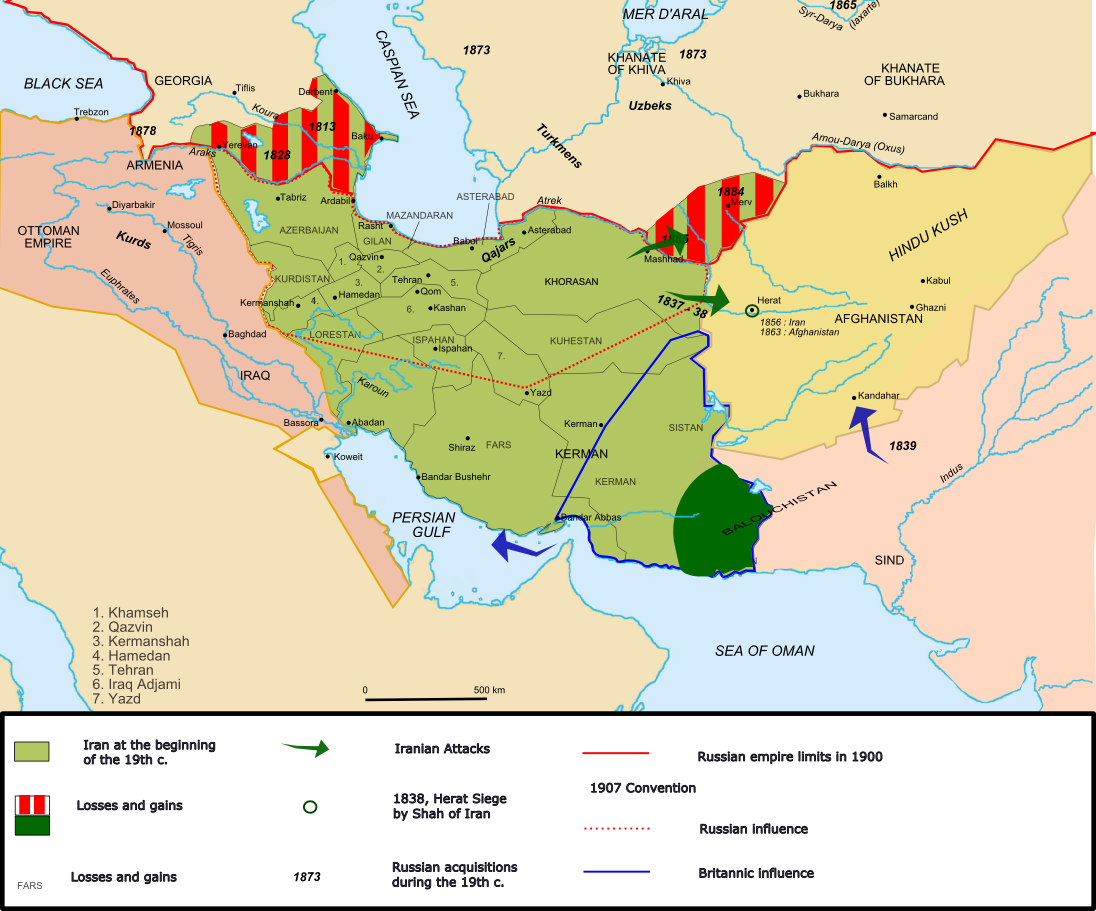 MER D'ARAL
1865
Syr-Darya (Iaxarte)
CASPIAN SEA
1873
1873
KHANATE
OF KHIVA
Khiva
KHANATE
OF BUKHARA
Bukhara
Samarcand
Uzbeks
Turkmens
BLACK SEA
GEORGIA
Tiflis
Derbent
Koura
Trebzon
1878
1813
Baku
Yerevan
1828
Araks
ARMENIA
Amou-Darya (Oxus)
Balkh
1884
Merv
Diyarbakir
Tabriz
Ardabil
ASTERABAD
Atrek
MAZANDARAN
OTTOMAN
EMPIRE
Kurds
Mossoul
Tigris
AZERBAIJAN
Rasht
GILAN
Babol
Qajars
Asterabad
Mashhad
HINDU KUSH
Qazvin
1.
2.
KURDISTAN
3.
Tehran
5.
KHORASAN
Kabul
Euphrates
Kermanshah
4.
Hamedan
Qom
6.
Kashan
1837 - 38
Herat
1856 : Iran
1863 : Afghanistan
Ghazni
AFGHANISTAN
Baghdad
LORESTAN
ISPAHAN
Ispahan
7.
KUHESTAN
IRAQ
Karoun
Yazd
Kandahar
Bassora
Abadan
Kerman
SISTAN
1839
Shiraz
FARS
KERMAN
Koweit
Bandar Bushehr
KERMAN
Indus
PERSIAN
GULF
Bandar Abbas
BALOUCHISTAN
SIND
SEA OF OMAN
1. Khamseh
2. Qazvin
3. Kermanshah
4. Hamedan
5. Tehran
6. Iraq Adjami
7. Yazd
0 500 km
Iran at the beginning
of the 19th c.
Iranian Attacks
Russian empire limits in 1900
1907 Convention
Losses and gains
1838, Herat Siege
by Shah of Iran
Russian influence
FARS
Losses and gains
1873
Russian acquisitions
during the 19th c.
Britannic influence